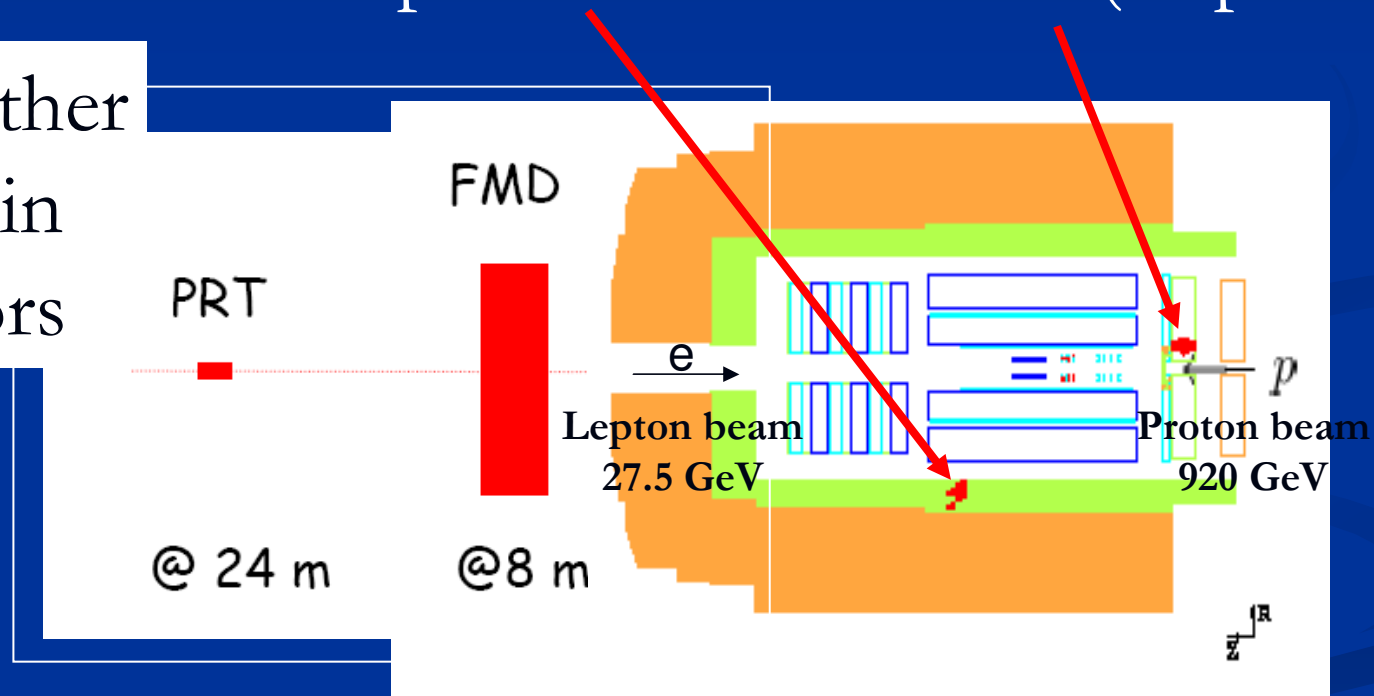 ther
in
ors
FMD
PRT
e
p
Lepton beam
27.5 GeV
Proton beam
920 GeV
@ 24 m
@8 m
R
z